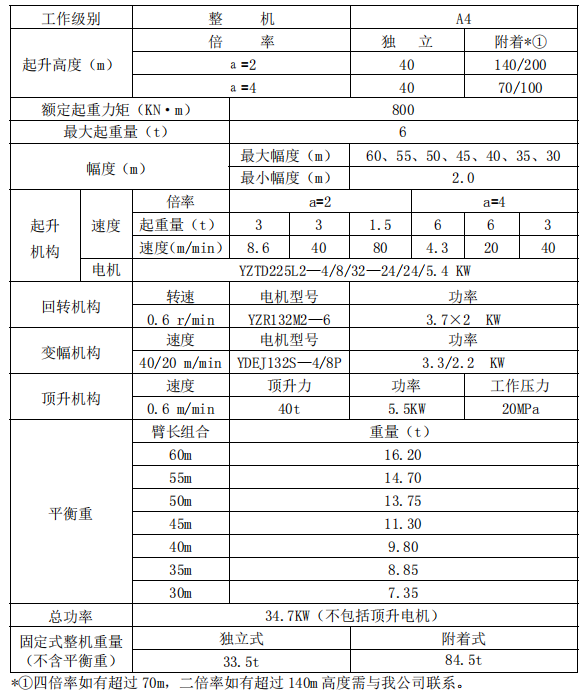 工作级别 整 机 A4
倍 率 独 立 附着*①
起升高度（m） a=2 40 140/200
a=4 40 70/100
额定起重力矩（KN·m） 800
最大起重量（t） 6
幅度（m） 最大幅度（m） 60、55、50、45、40、35、30
最小幅度（m） 2.0
起升机构 速度 倍率 a=2 a=4
起重量（t） 3 3 1.5 6 6 3
速度(m/min) 8.6 40 80 4.3 20 40
电机 YZTD225L2—4/8/32—24/24/5.4 KW
回转机构 转速 电机型号 功率
0.6 r/min YZR132M2—6 3.7×2 KW
变幅机构 速度 电机型号 功率
40/20 m/min YDEJ132S—4/8P 3.3/2.2 KW
顶升机构 速度 顶升力 功率 工作压力
0.6 m/min 40t 5.5KW 20MPa
平衡重 臂长组合 重量（t）
60m 16.20
55m 14.70
50m 13.75
45m 11.30
40m 9.80
35m 8.85
30m 7.35
总功率 34.7KW（不包括顶升电机）
固定式整机重量 独立式 附着式
（不含平衡重） 33.5t 84.5t
*①四倍率如有超过70m，二倍率如有超过140m高度需与我公司联系。